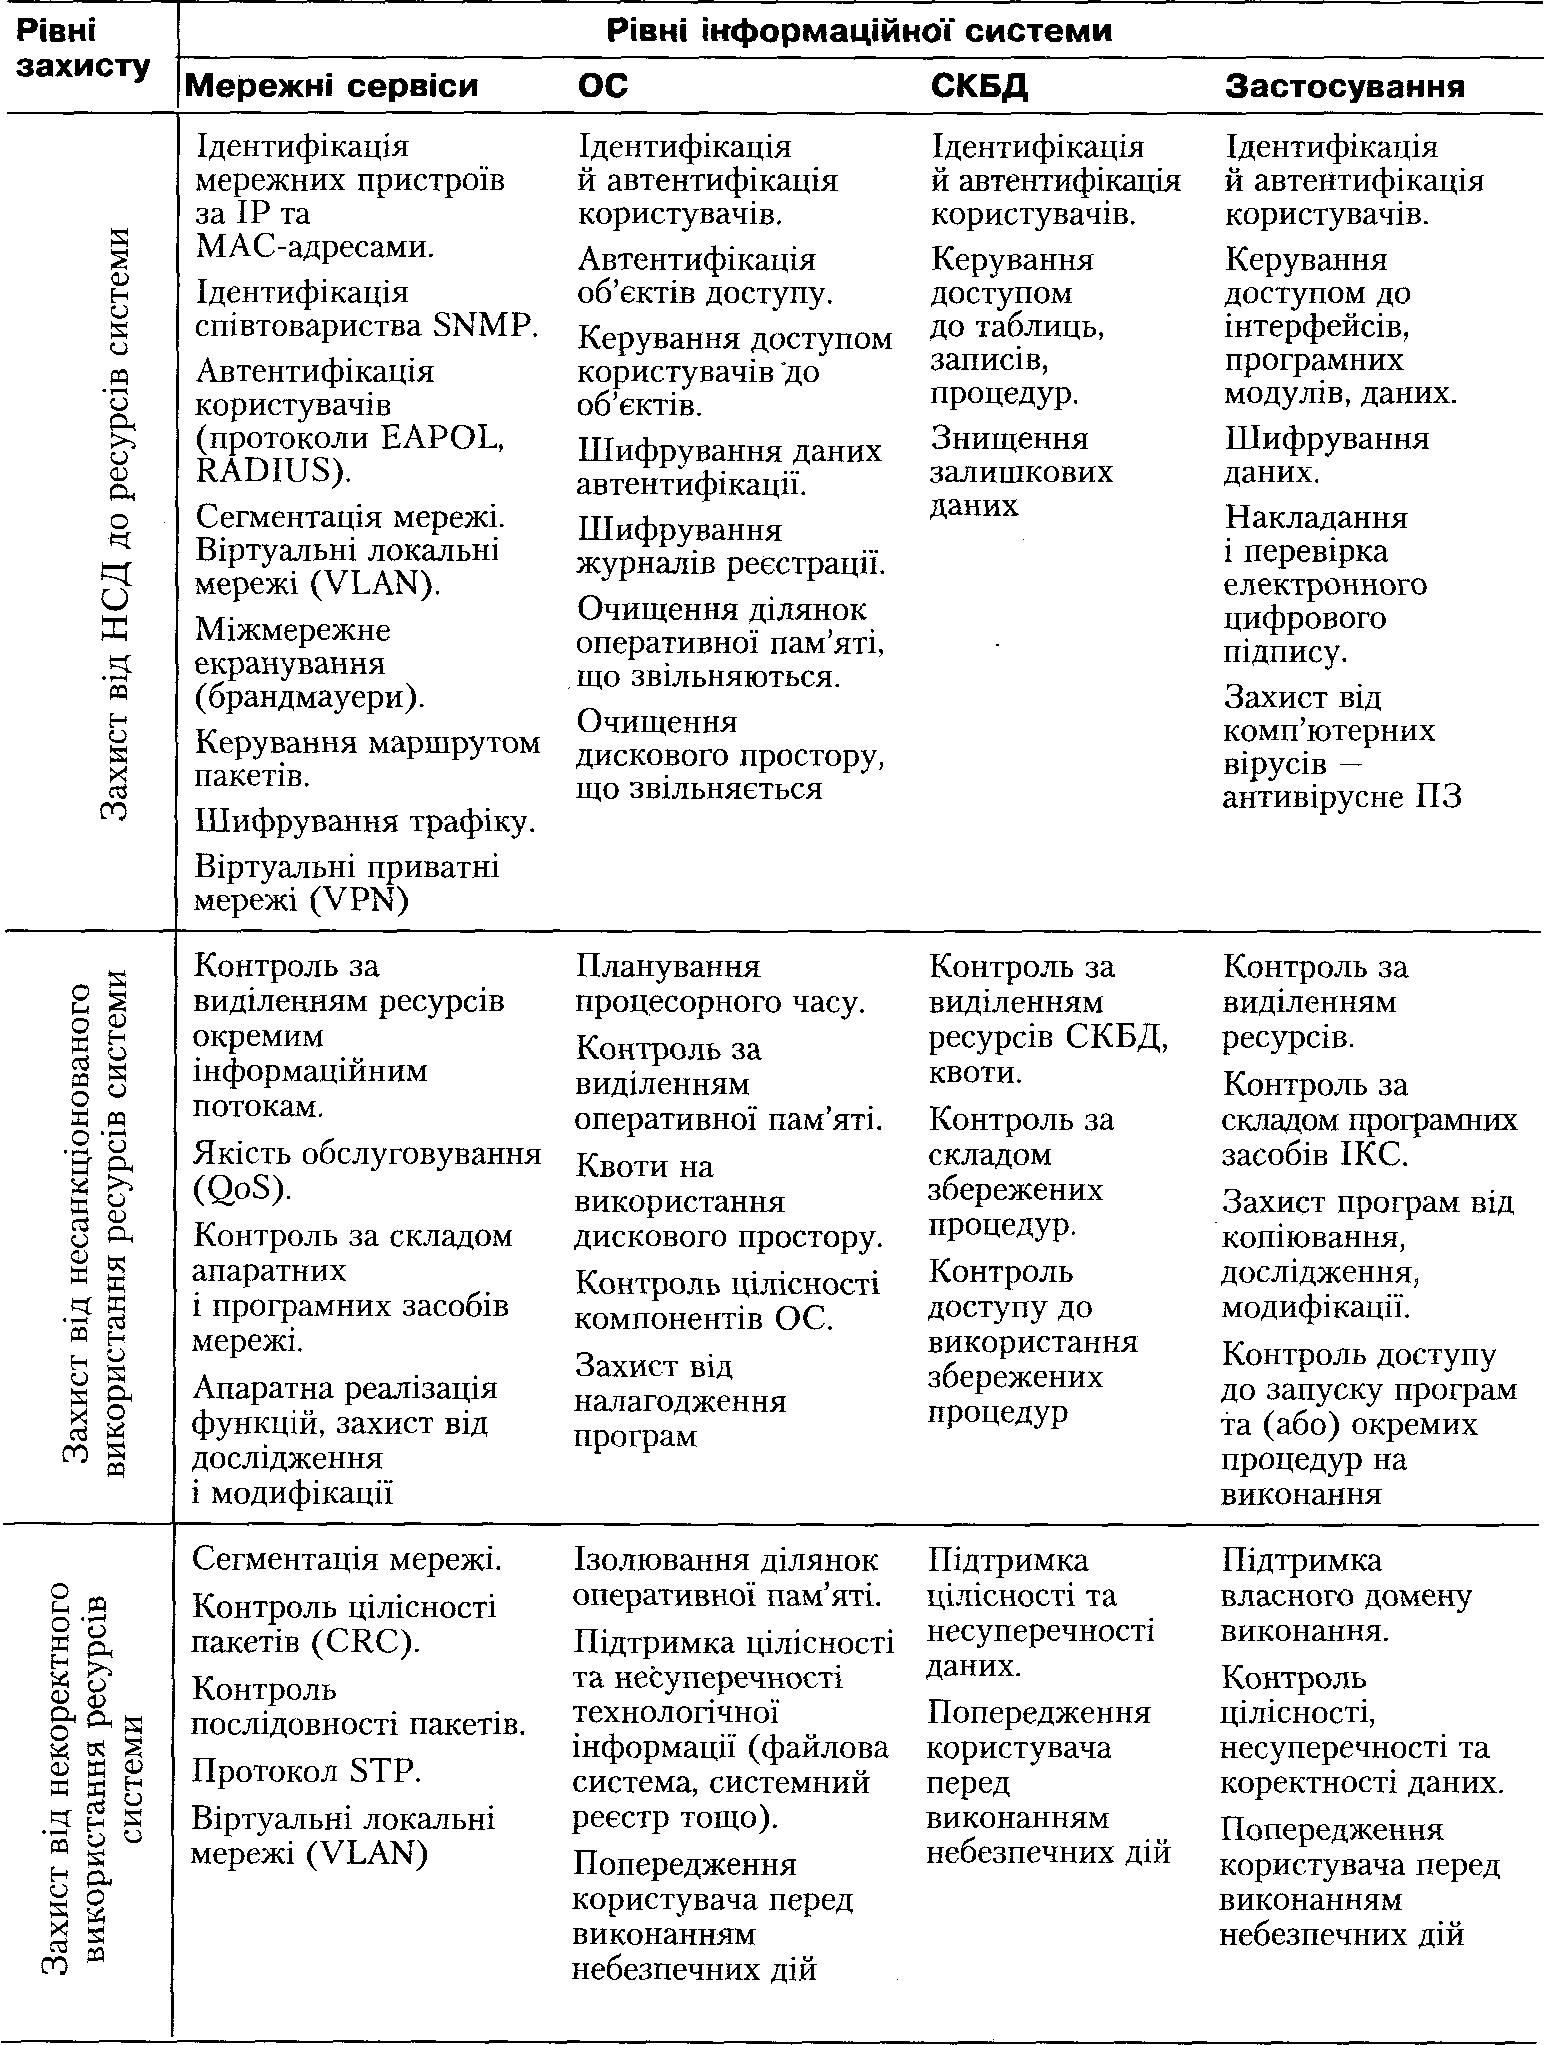 Рівні
захисту
Рівні інформаційної системи
Мережні сервіси
ОС
СКБД
Застосування
Захист від НСД до ресурсів системи
Ідентифікація
мережних пристроїв
за IP та
MAC-адресами.
Ідентифікація
співтовариства SNMP.
Автентифікація
користувачів
(протоколи EAPOL,
RADIUS).
Сегментація мережі.
Віртуальні локальні
мережі (VLAN).
Міжмережне
екранування
(брандмауери).
Керування маршрутом
пакетів.
Шифрування трафіку.
Віртуальні приватні
мережі (VPN)
Ідентифікація
й автентифікація
користувачів.
Автентифікація
об’єктів доступу.
Керування доступом
користувачів до
об’єктів.
Шифрування даних
автентифікації.
Шифрування
журналів реєстрації.
Очищення ділянок
оперативної пам’яті,
що звільняються.
Очищення
дискового простору,
що звільняється
Ідентифікація
й автентифікація
користувачів.
Керування
доступом
до таблиць,
записів,
процедур.
Знищення
залишкових
даних
Ідентифікація
й автентифікація
користувачів.
Керування
доступом до
інтерфейсів,
програмних
модулів, даних.
Шифрування
даних.
Накладання
і перевірка
електронного
цифрового
підпису.
Захист від
комп’ютерних
вірусів —
антивірусне ПЗ
Захист від несанкціонованого
використання ресурсів системи
Контроль за
виділенням ресурсів
окремим
інформаційним
потокам.
Якість обслуговування
(QoS).
Контроль за складом
апаратних
і програмних засобів
мережі.
Апаратна реалізація
функцій, захист від
дослідження
і модифікації
Планування
процесорного часу.
Контроль за
виділенням
оперативної пам’яті.
Квоти на
використання
дискового простору.
Контроль цілісності
компонентів ОС.
Захист від
налагодження
програм
Контроль за
виділенням
ресурсів СКБД,
квоти.
Контроль за
складом
збережених
процедур.
Контроль
доступу до
використання
збережених
процедур
Контроль за
виділенням
ресурсів.
Контроль за
складом програмних
засобів ІКС.
Захист програм від
копіювання,
дослідження,
модифікації.
Контроль доступу
до запуску програм
та (або) окремих
процедур на
виконання
Захист від некоректного
використання ресурсів
системи
Сегментація мережі.
Контроль цілісності
пакетів (CRC).
Контроль
послідовності пакетів.
Протокол STP.
Віртуальні локальні
мережі (VLAN)
Ізолювання ділянок
оперативної пам’яті.
Підтримка цілісності
та несуперечності
технологічної
інформації (файлова
система, системний
реєстр тощо).
Попередження
користувача перед
виконанням
небезпечних дій
Підтримка
цілісності та
несуперечності
даних.
Попередження
користувача
перед
виконанням
небезпечних дій
Підтримка
власного домену
виконання.
Контроль
цілісності,
несуперечності та
коректності даних.
Попередження
користувача перед
виконанням
небезпечних дій